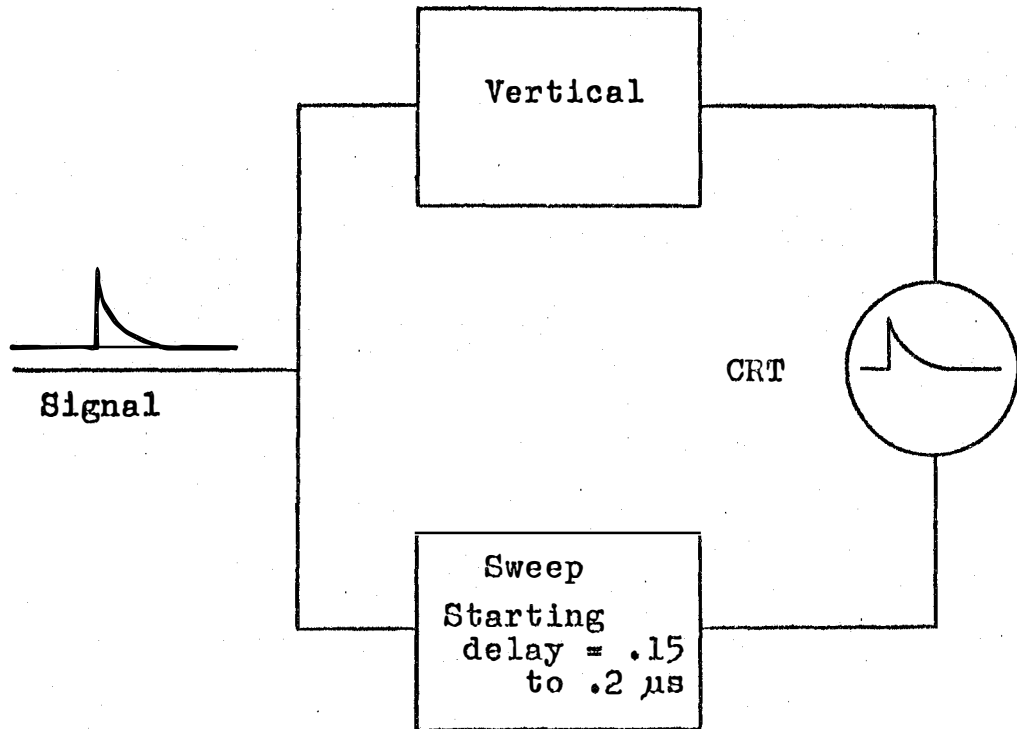 Vertical
Signal
CRT
Sweep
Starting
delay = .15
to .2 µs